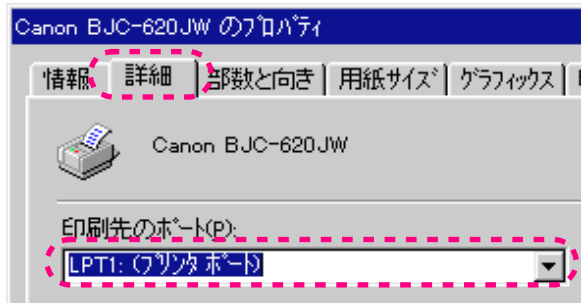 Canon BJC-620JW のﾌﾟﾛﾊﾟﾃｨ
情報 詳細 部数と向き 用紙ｻｲｽﾞ ｸﾞﾗﾌｨｯｸｽ
Canon BJC-620JW
印刷先のﾎﾟｰﾄ(P):
LPT1: (ﾌﾟﾘﾝﾀ ﾎﾟｰﾄ)